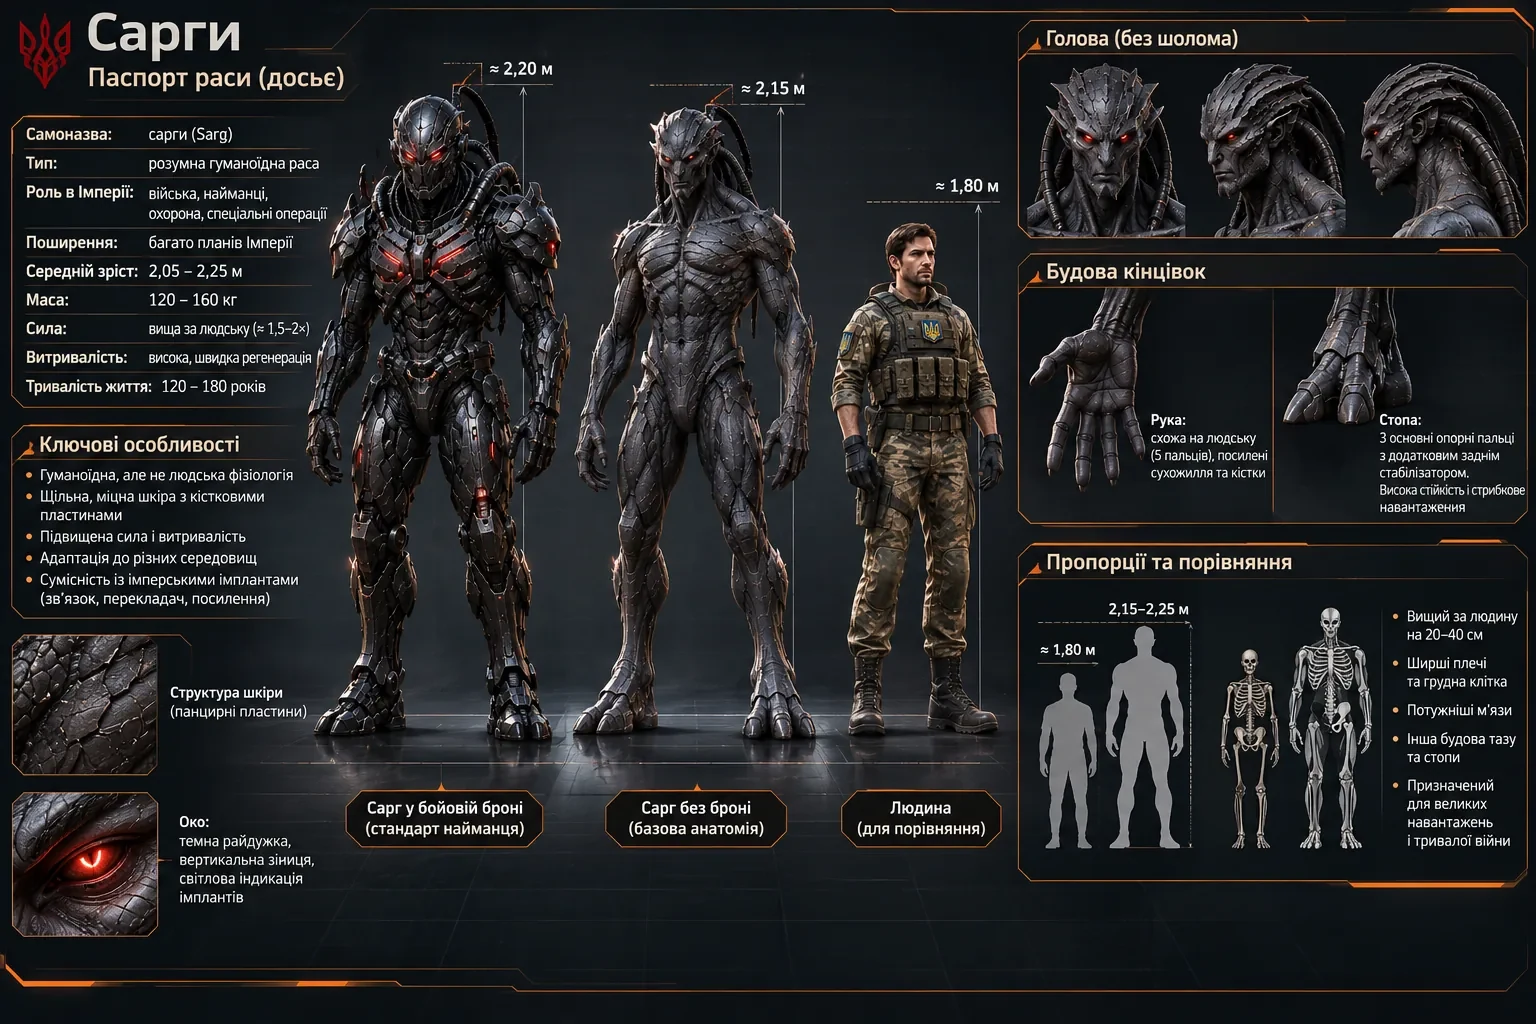 Сарги
Паспорт раси (досьє)
Самоназва: сарги (Sarg)
Тип: розумна гуманоїдна раса
Роль в Імперії: війська, найманці,
охорона, спеціальні операції
Поширення: багато планів Імперії
Середній зріст: 2,05 – 2,25 м
Маса: 120 – 160 кг
Сила: вища за людську (≈ 1,5–2×)
Витривалість: висока, швидка регенерація
Тривалість життя: 120 – 180 років
Ключові особливості
• Гуманоїдна, але не людська фізіологія
• Щільна, міцна шкіра з кістковими
пластинами
• Підвищена сила і витривалість
• Адаптація до різних середовищ
• Сумісність із імперськими імплантами
(зв'язок, перекладач, посилення)
Структура шкіри
(панцирні пластини)
Око:
темна райдужка,
вертикальна зіниця,
світлова індикація
імплантів
≈ 2,20 м
≈ 2,15 м
≈ 1,80 м
Сарг у бойовій броні
(стандарт найманця)
Сарг без броні
(базова анатомія)
Людина
(для порівняння)
Голова (без шолома)
Будова кінцівок
Рука:
схожа на людську
(5 пальців), посилені
сухожилля та кістки
Стопа:
3 основні опорні пальці
з додатковим заднім
стабілізатором.
Висока стійкість і стрибкове
навантаження
Пропорції та порівняння
2,15–2,25 м
≈ 1,80 м
• Вищий за людину
на 20–40 см
• Ширші плечі
та грудна клітка
• Потужніші м'язи
• Інша будова тазу
та стопи
• Призначений
для великих
навантажень
і тривалої війни